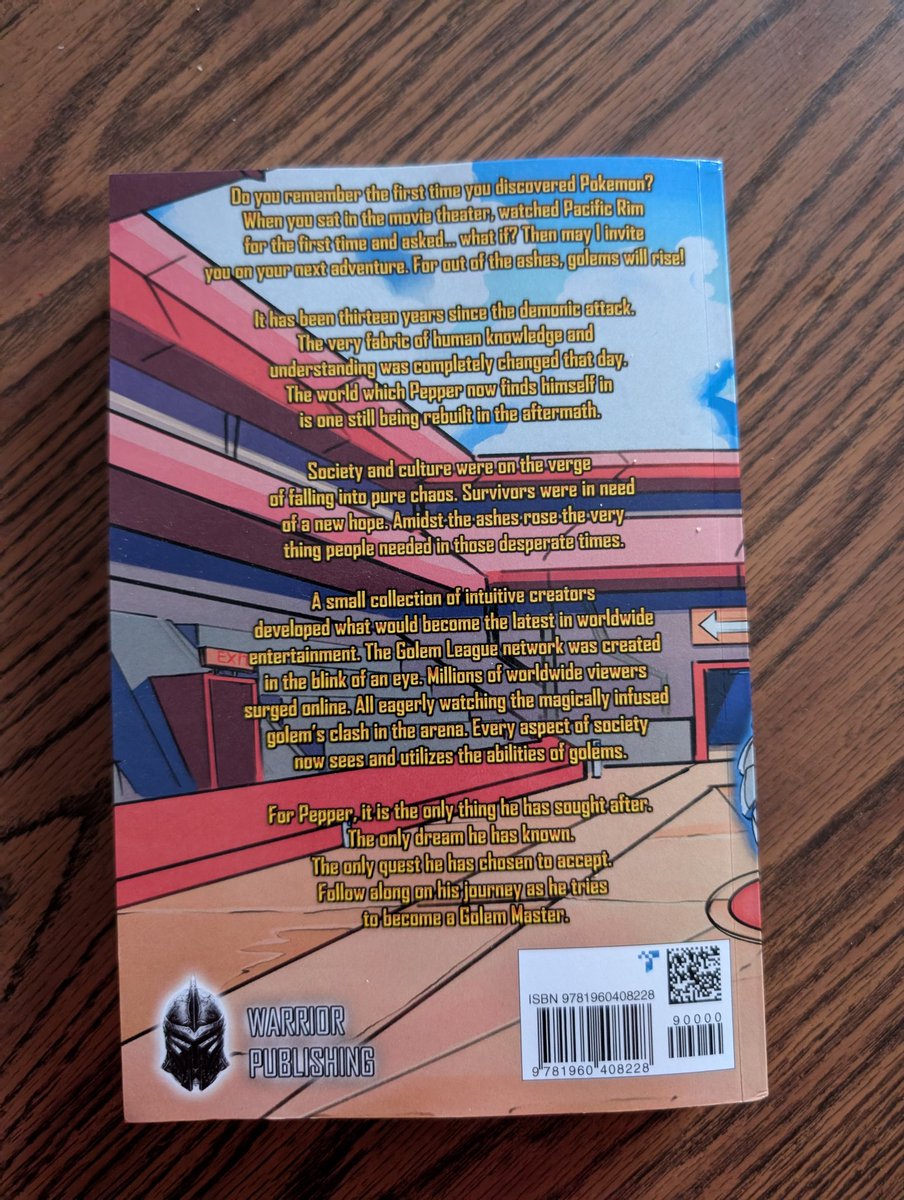 Do you remember the first time you discovered Pokemon?
When you sat in the movie theater, watched Pacific Rim
for the first time and asked... what if? Then may I invite
you on your next adventure. For out of the ashes, golems will rise!
It has been thirteen years since the demonic attack.
The very fabric of human knowledge and
understanding was completely changed that day.
The world which Pepper now finds himself in
is one still being rebuilt in the aftermath.
Society and culture were on the verge
of falling into pure chaos. Survivors were in need
of a new hope. Amidst the ashes rose the very
thing people needed in those desperate times.
A small collection of intuitive creators
developed what would become the latest in worldwide
entertainment. The Golem League network was created
in the blink of an eye. Millions of worldwide viewers
surged online. All eagerly watching the magically infused
golem's clash in the arena. Every aspect of society
now sees and utilizes the abilities of golems.
For Pepper, it is the only thing he has sought after.
The only dream he has known.
The only quest he has chosen to accept.
Follow along on his journey as he tries
to become a Golem Master.
WARRIOR
PUBLISHING
ISBN 9781960408228
90000
9 781960 408228